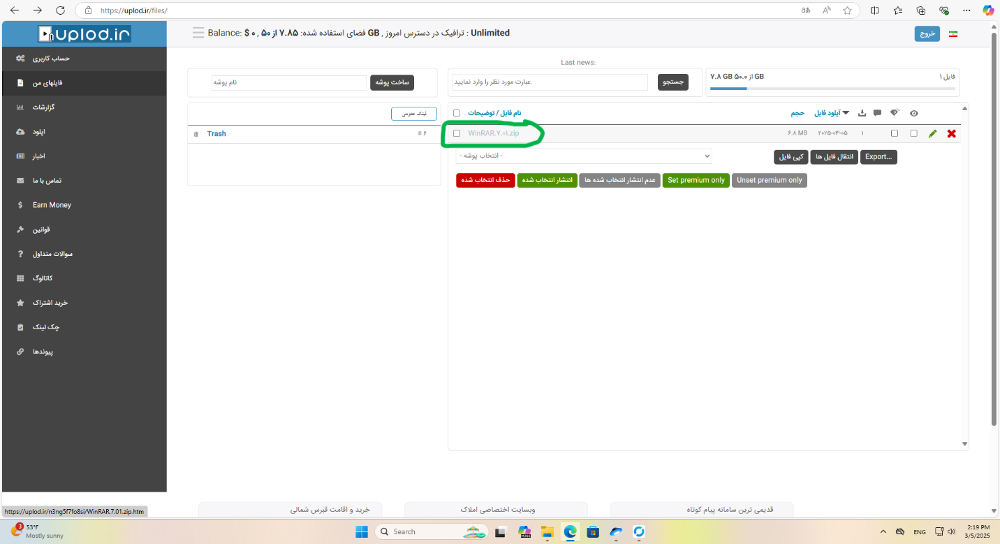 https://uplod.ir/files/
uplod.ir
Balance: $ ۰ , ۵۰ از ۷.۸۵ GB فضای استفاده شده: , ترافیک در دسترس امروز : Unlimited
خروج
حساب کاربری
فایلهای من
گزارشات
اپلود
اخبار
تماس با ما
Earn Money
قوانین
سوالات متداول
کاتالوگ
خرید اشتراک
چک لینک
پیوندها
Last news:
نام پوشه
ساخت پوشه
عبارت مورد نظر را وارد نمایید.
جستجو
۷.۸ GB از ۵۰.۰ GB
۱ فایل
لینک عمومی
Trash
۶
نام فایل / توضیحات
حجم
آپلود فایل
WinRAR.۷.۰۱.zip
۶.۸ MB
۲۰۲۵-۰۳-۰۵
۱
- انتخاب پوشه -
کپی فایل
انتقال فایل ها
Export...
حذف انتخاب شده
انتشار انتخاب شده
عدم انتشار انتخاب شده ها
Set premium only
Unset premium only
خرید و اقامت قبرس شمالی
وبسایت اختصاصی املاک
قدیمی ترین سامانه پیام کوتاه
https://uplod.ir/n3ng5f7fo8si/WinRAR.7.01.zip.htm
3
53°F
Mostly sunny
Search
ENG
2:19 PM
3/5/2025